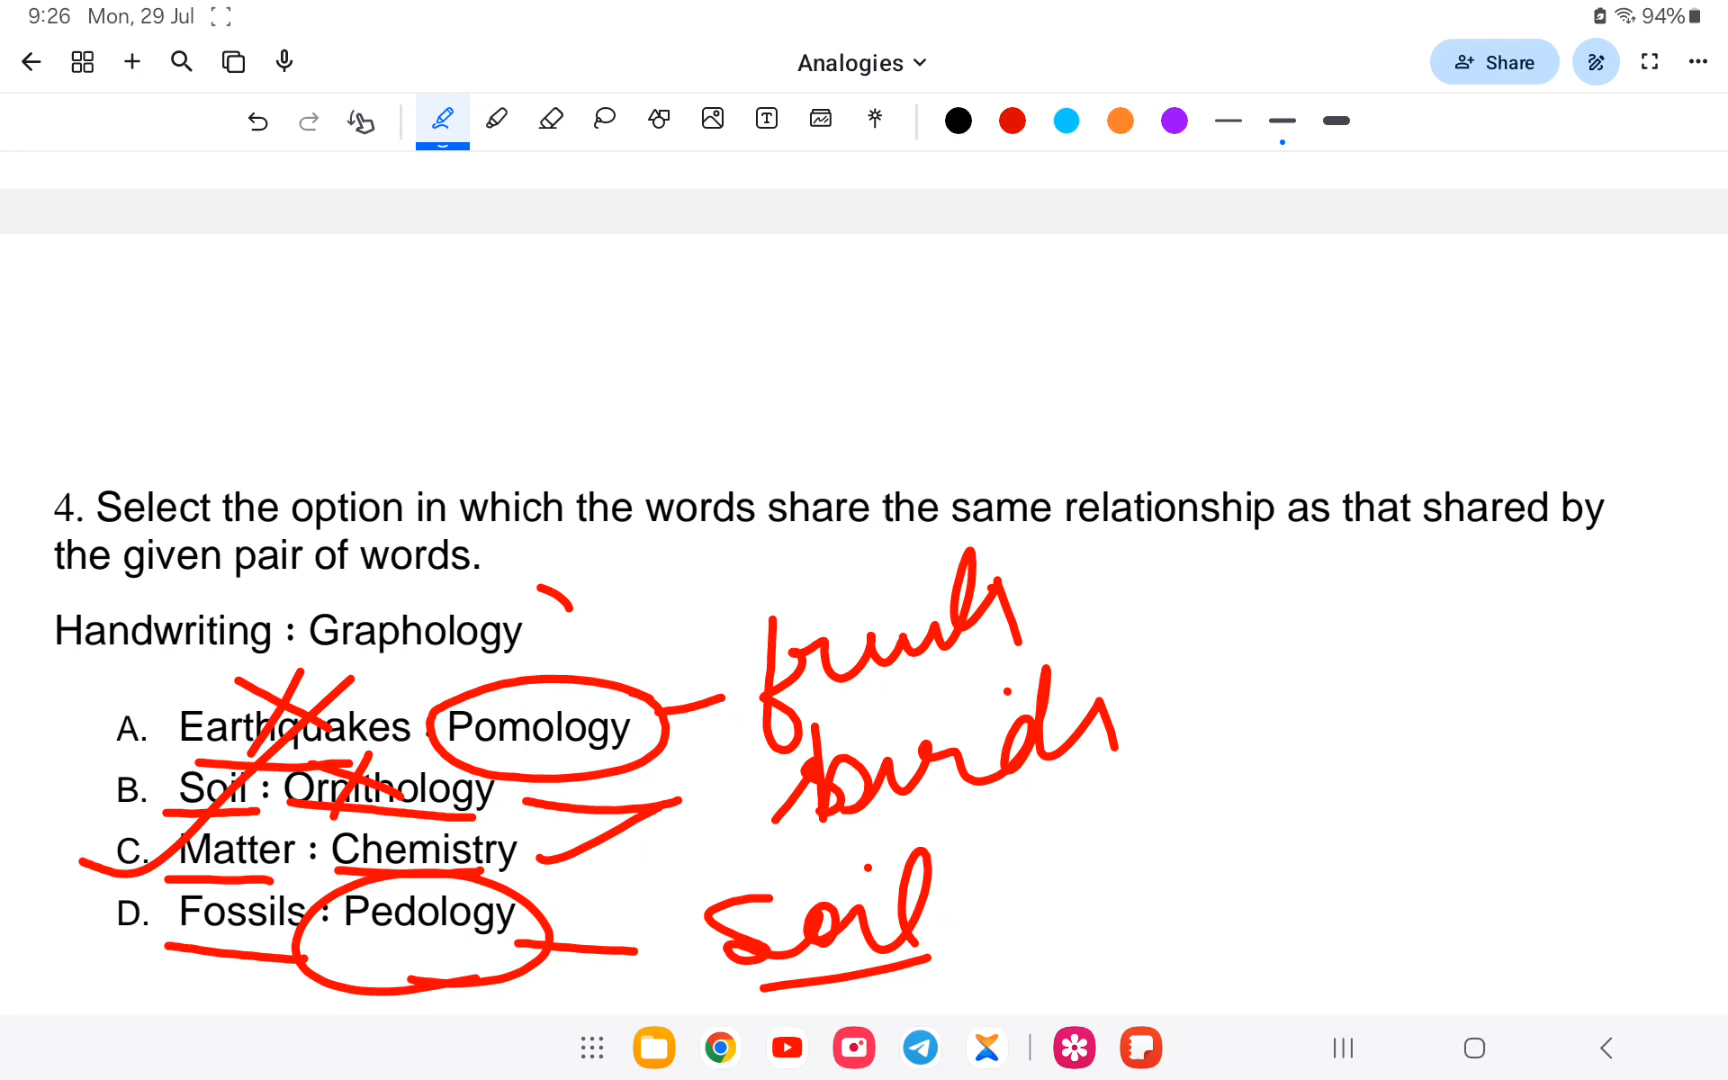 9:26 Mon, 29 Jul 94%
Analogies
Share
4. Select the option in which the words share the same relationship as that shared by
the given pair of words.
Handwriting : Graphology
A. Earthquakes : Pomology
B. Soil : Ornithology
birds
C. Matter : Chemistry
D. Fossils : Pedology
soil